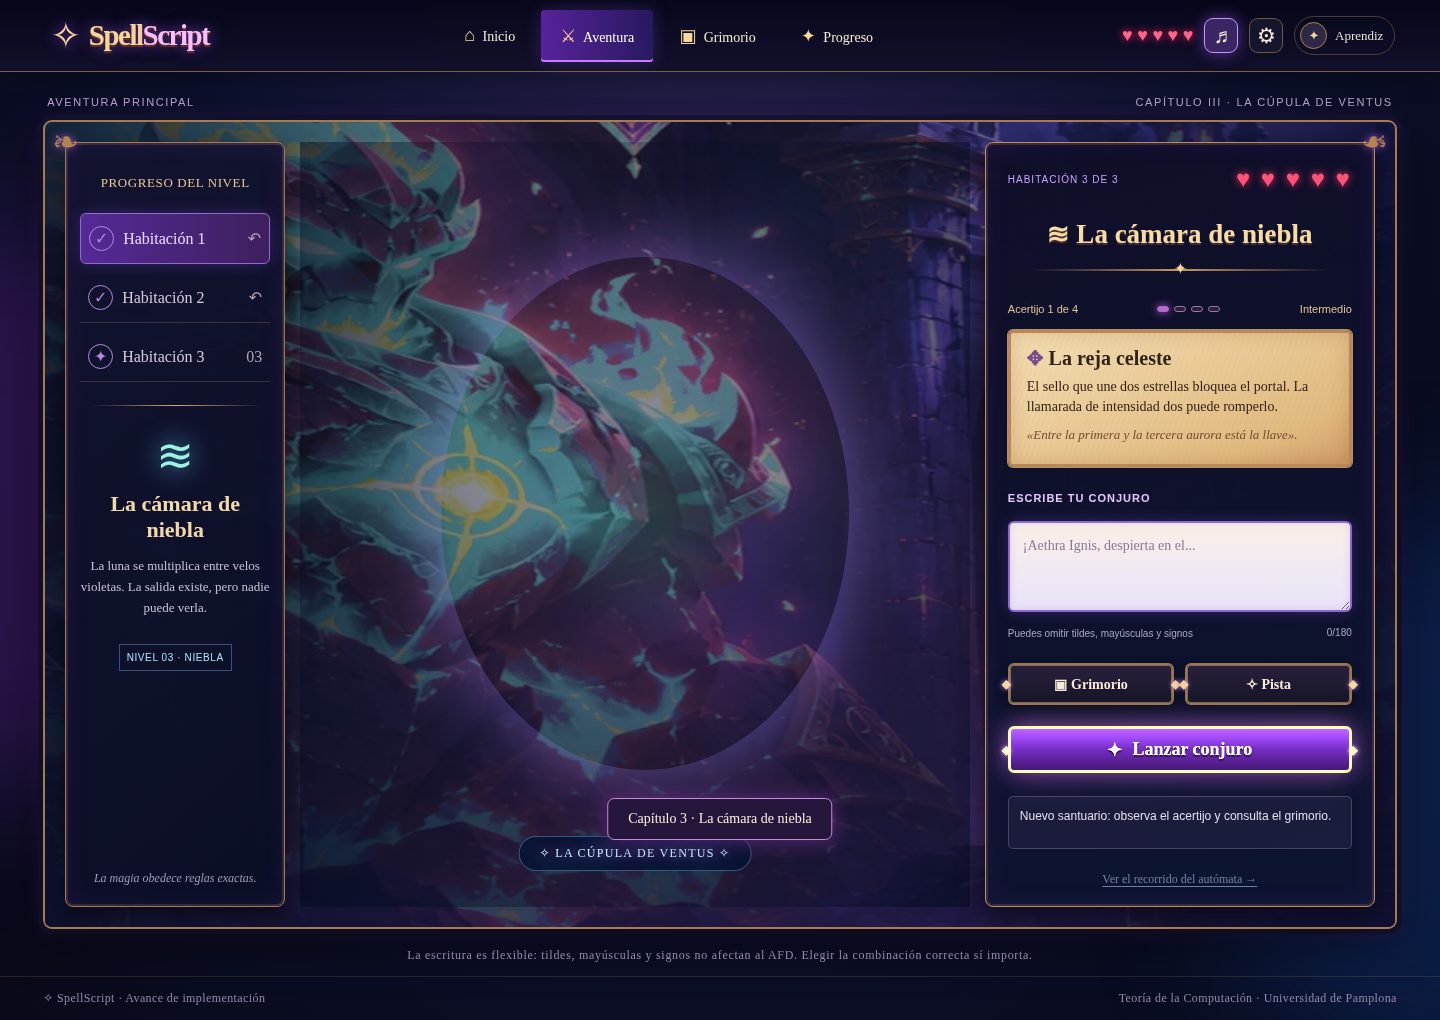 ✧ SpellScript
⌂ Inicio
⚔ Aventura
▣ Grimorio
✦ Progreso
♥ ♥ ♥ ♥ ♥
♬
⚙
✦ Aprendiz
AVENTURA PRINCIPAL
CAPÍTULO III · LA CÚPULA DE VENTUS
PROGRESO DEL NIVEL
✓ Habitación 1 ↶
✓ Habitación 2 ↶
✦ Habitación 3 03
≋
La cámara de
niebla
La luna se multiplica entre velos
violetas. La salida existe, pero nadie
puede verla.
NIVEL 03 · NIEBLA
La magia obedece reglas exactas.
Capítulo 3 · La cámara de niebla
✧ LA CÚPULA DE VENTUS ✧
HABITACIÓN 3 DE 3
♥ ♥ ♥ ♥ ♥
≋ La cámara de niebla
Acertijo 1 de 4
Intermedio
❖ La reja celeste
El sello que une dos estrellas bloquea el portal. La
llamarada de intensidad dos puede romperlo.
«Entre la primera y la tercera aurora está la llave».
ESCRIBE TU CONJURO
¡Aethra Ignis, despierta en el...
Puedes omitir tildes, mayúsculas y signos
0/180
▣ Grimorio
✧ Pista
✦ Lanzar conjuro
Nuevo santuario: observa el acertijo y consulta el grimorio.
Ver el recorrido del autómata →
La escritura es flexible: tildes, mayúsculas y signos no afectan al AFD. Elegir la combinación correcta sí importa.
✧ SpellScript · Avance de implementación
Teoría de la Computación · Universidad de Pamplona